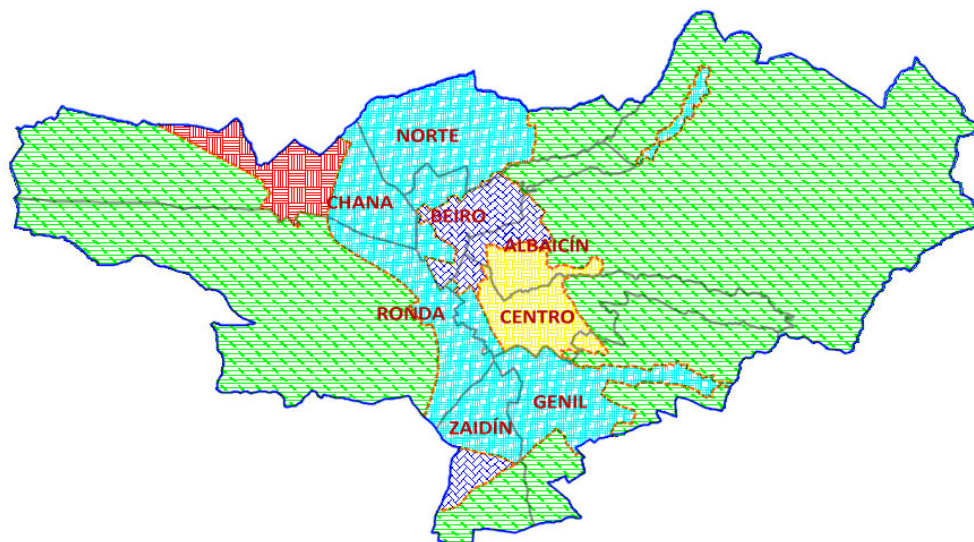 NORTE
CHANA
BEIRO
ALBAICÍN
RONDA
CENTRO
GENIL
ZAIDÍN